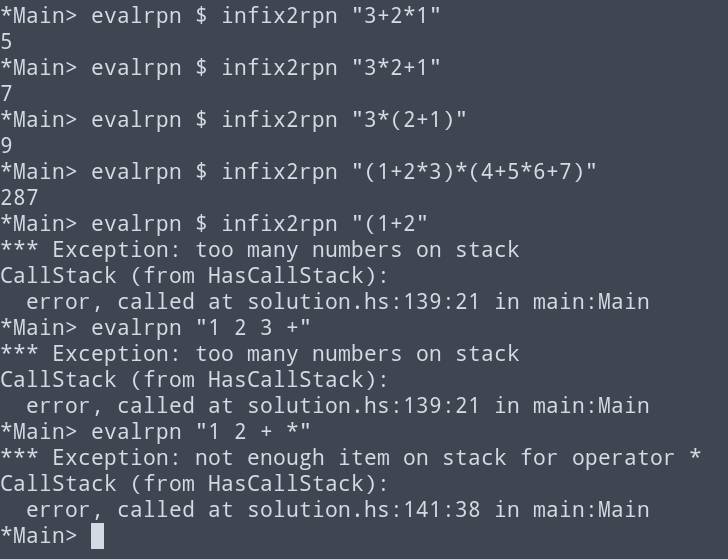 *Main> evalrpn $ infix2rpn "3+2*1"
5
*Main> evalrpn $ infix2rpn "3*2+1"
7
*Main> evalrpn $ infix2rpn "3*(2+1)"
9
*Main> evalrpn $ infix2rpn "(1+2*3)*(4+5*6+7)"
287
*Main> evalrpn $ infix2rpn "(1+2"
*** Exception: too many numbers on stack
CallStack (from HasCallStack):
  error, called at solution.hs:139:21 in main:Main
*Main> evalrpn "1 2 3 +"
*** Exception: too many numbers on stack
CallStack (from HasCallStack):
  error, called at solution.hs:139:21 in main:Main
*Main> evalrpn "1 2 + *"
*** Exception: not enough item on stack for operator *
CallStack (from HasCallStack):
  error, called at solution.hs:141:38 in main:Main
*Main>